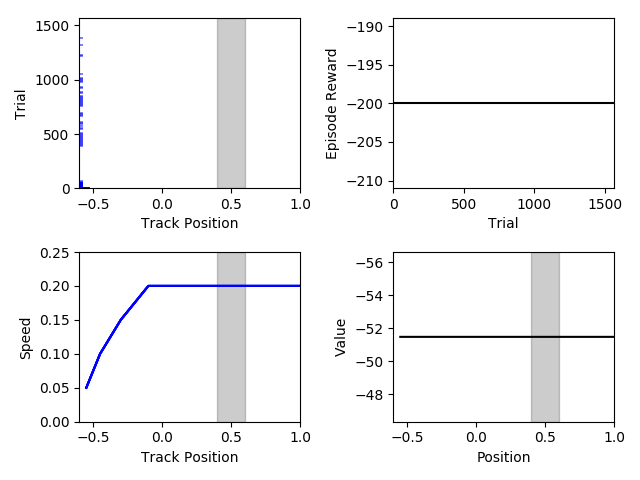 1500
1000
500
0
Trial
−0.5 0.0 0.5 1.0
Track Position
−190
−195
−200
−205
−210
Episode Reward
0 500 1000 1500
Trial
0.25
0.20
0.15
0.10
0.05
0.00
Speed
−0.5 0.0 0.5 1.0
Track Position
−56
−54
−52
−50
−48
Value
−0.5 0.0 0.5 1.0
Position